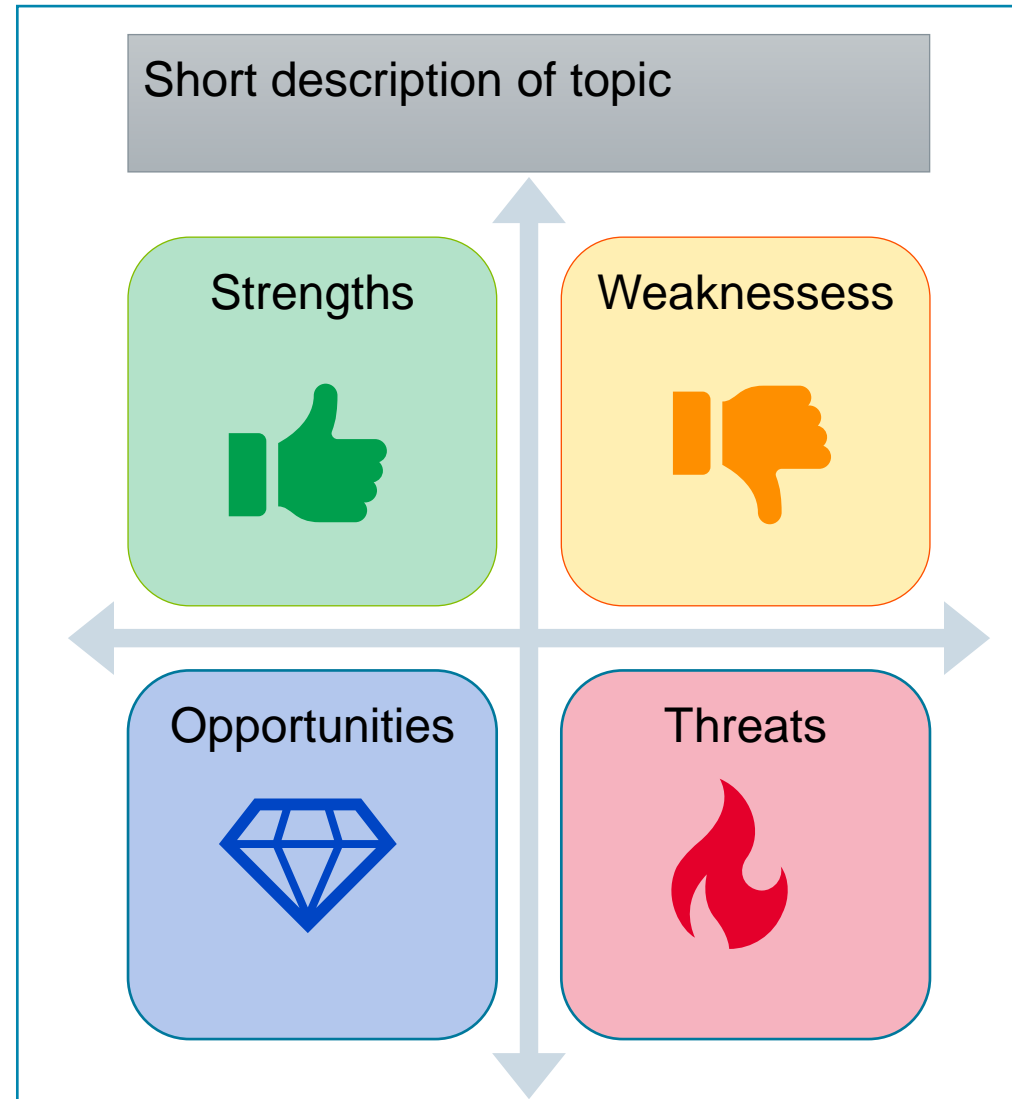 Short description of topic
Strengths
Weaknessess
Opportunities
Threats